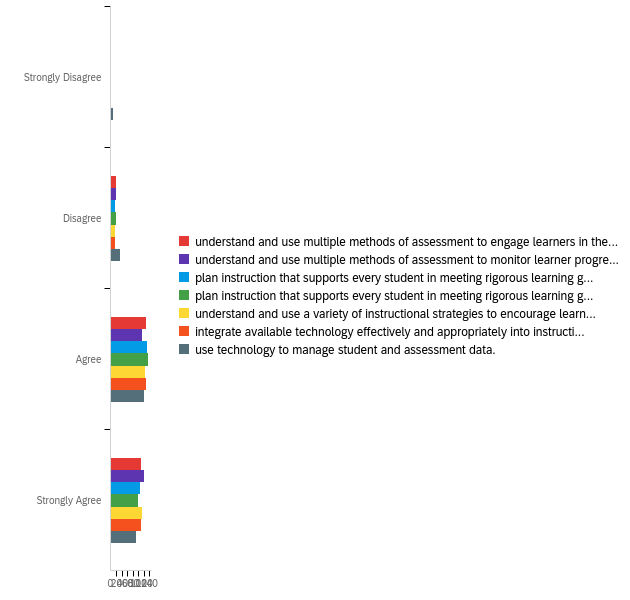 Strongly Disagree
Disagree
Agree
Strongly Agree
understand and use multiple methods of assessment to engage learners in the...
understand and use multiple methods of assessment to monitor learner progre...
plan instruction that supports every student in meeting rigorous learning g...
plan instruction that supports every student in meeting rigorous learning g...
understand and use a variety of instructional strategies to encourage learn...
integrate available technology effectively and appropriately into instructi...
use technology to manage student and assessment data.